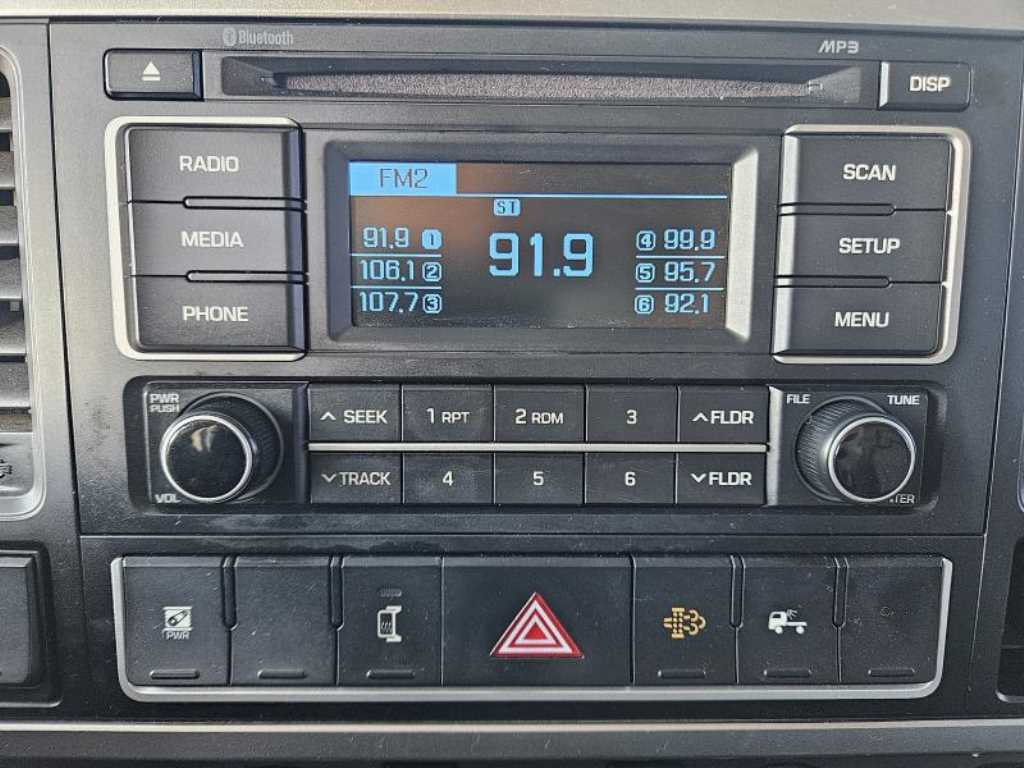 Bluetooth
MP3
DISP
RADIO
MEDIA
PHONE
FM2
ST
91.9 1
106.1 2
107.7 3
91.9
4 99.9
5 95.7
6 92.1
SCAN
SETUP
MENU
PWR
PUSH
VOL
SEEK
1 RPT
2 RDM
3
FLDR
TRACK
4
5
6
FLDR
FILE
TUNE
PWR